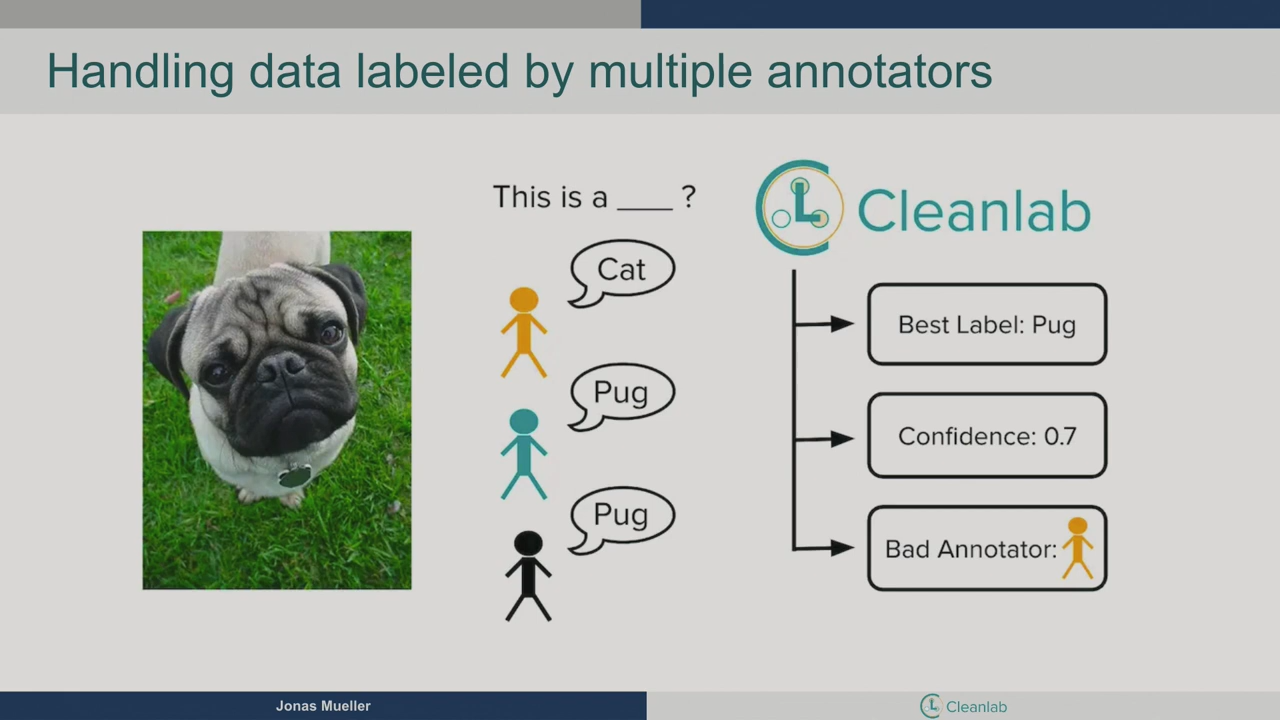 Handling data labeled by multiple annotators
This is a ____ ?
Cat
Pug
Pug
Cleanlab
Best Label: Pug
Confidence: 0.7
Bad Annotator:
Jonas Mueller
Cleanlab